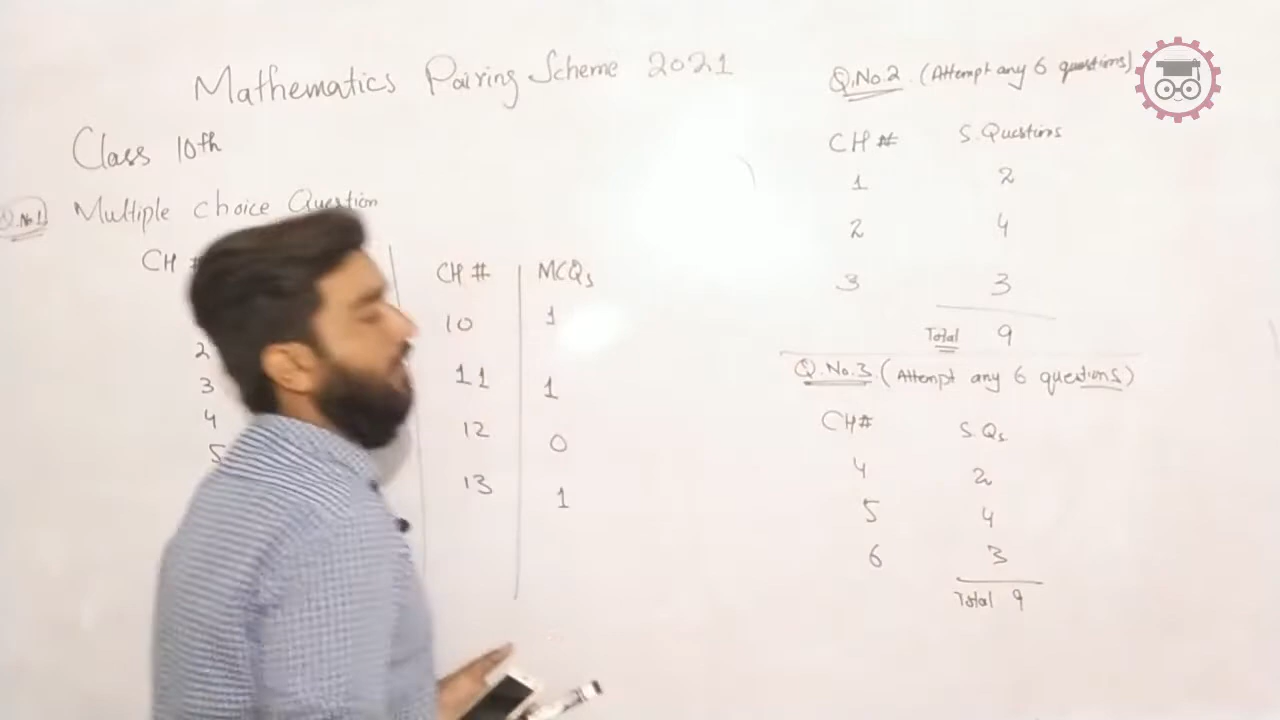 Mathematics Pairing Scheme 2021
Class 10th
Q.No1 Multiple choice Question
CH #
2
3
4
5
CH # MCQs
10 1
11 1
12 0
13 1
Q.No.2 (Attempt any 6 questions)
CH # S.Questions
1 2
2 4
3 3
Total 9
Q.No.3 (Attempt any 6 questions)
CH# S.Qs
4 2
5 4
6 3
Total 9